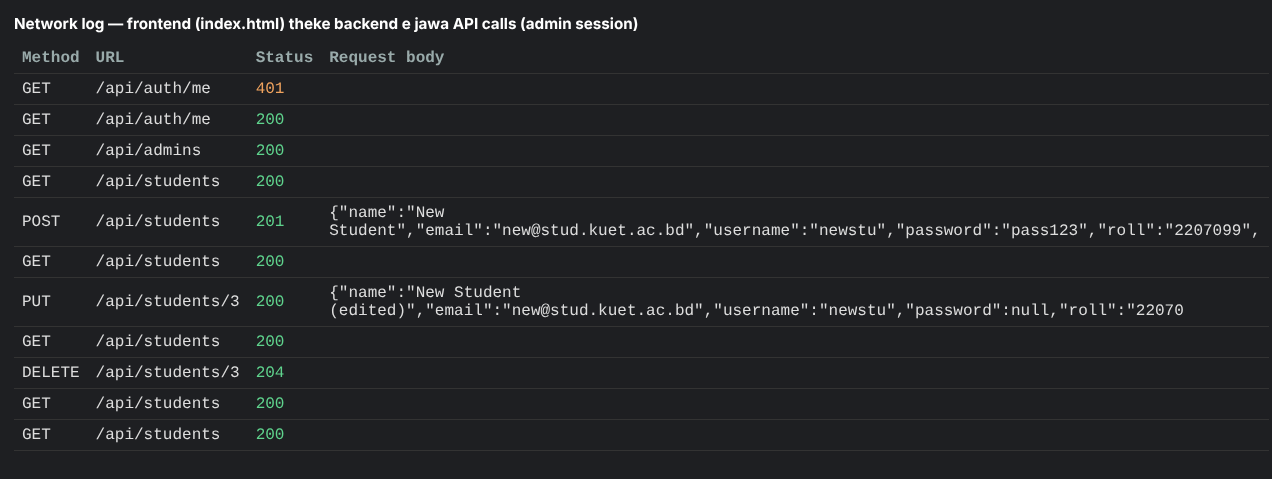 Network log — frontend (index.html) theke backend e jawa API calls (admin session)
Method URL Status Request body
GET /api/auth/me 401
GET /api/auth/me 200
GET /api/admins 200
GET /api/students 200
POST /api/students 201 {"name":"New
Student","email":"new@stud.kuet.ac.bd","username":"newstu","password":"pass123","roll":"2207099",
GET /api/students 200
PUT /api/students/3 200 {"name":"New Student
(edited)","email":"new@stud.kuet.ac.bd","username":"newstu","password":null,"roll":"22070
GET /api/students 200
DELETE /api/students/3 204
GET /api/students 200
GET /api/students 200